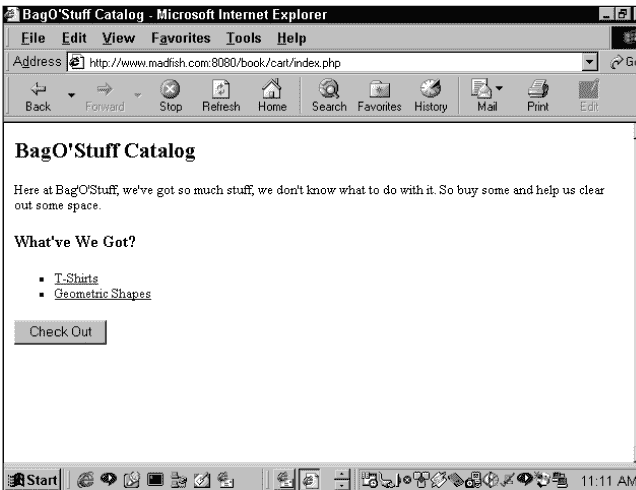 BagO'Stuff Catalog - Microsoft Internet Explorer
File Edit View Favorites Tools Help
Address http://www.madfish.com:8080/book/cart/index.php
Back Forward Stop Refresh Home Search Favorites History Mail Print Edit
BagO'Stuff Catalog
Here at BagO'Stuff, we've got so much stuff, we don't know what to do with it. So buy some and help us clear
out some space.
What've We Got?
T-Shirts
Geometric Shapes
Check Out
Start
11:11 AM